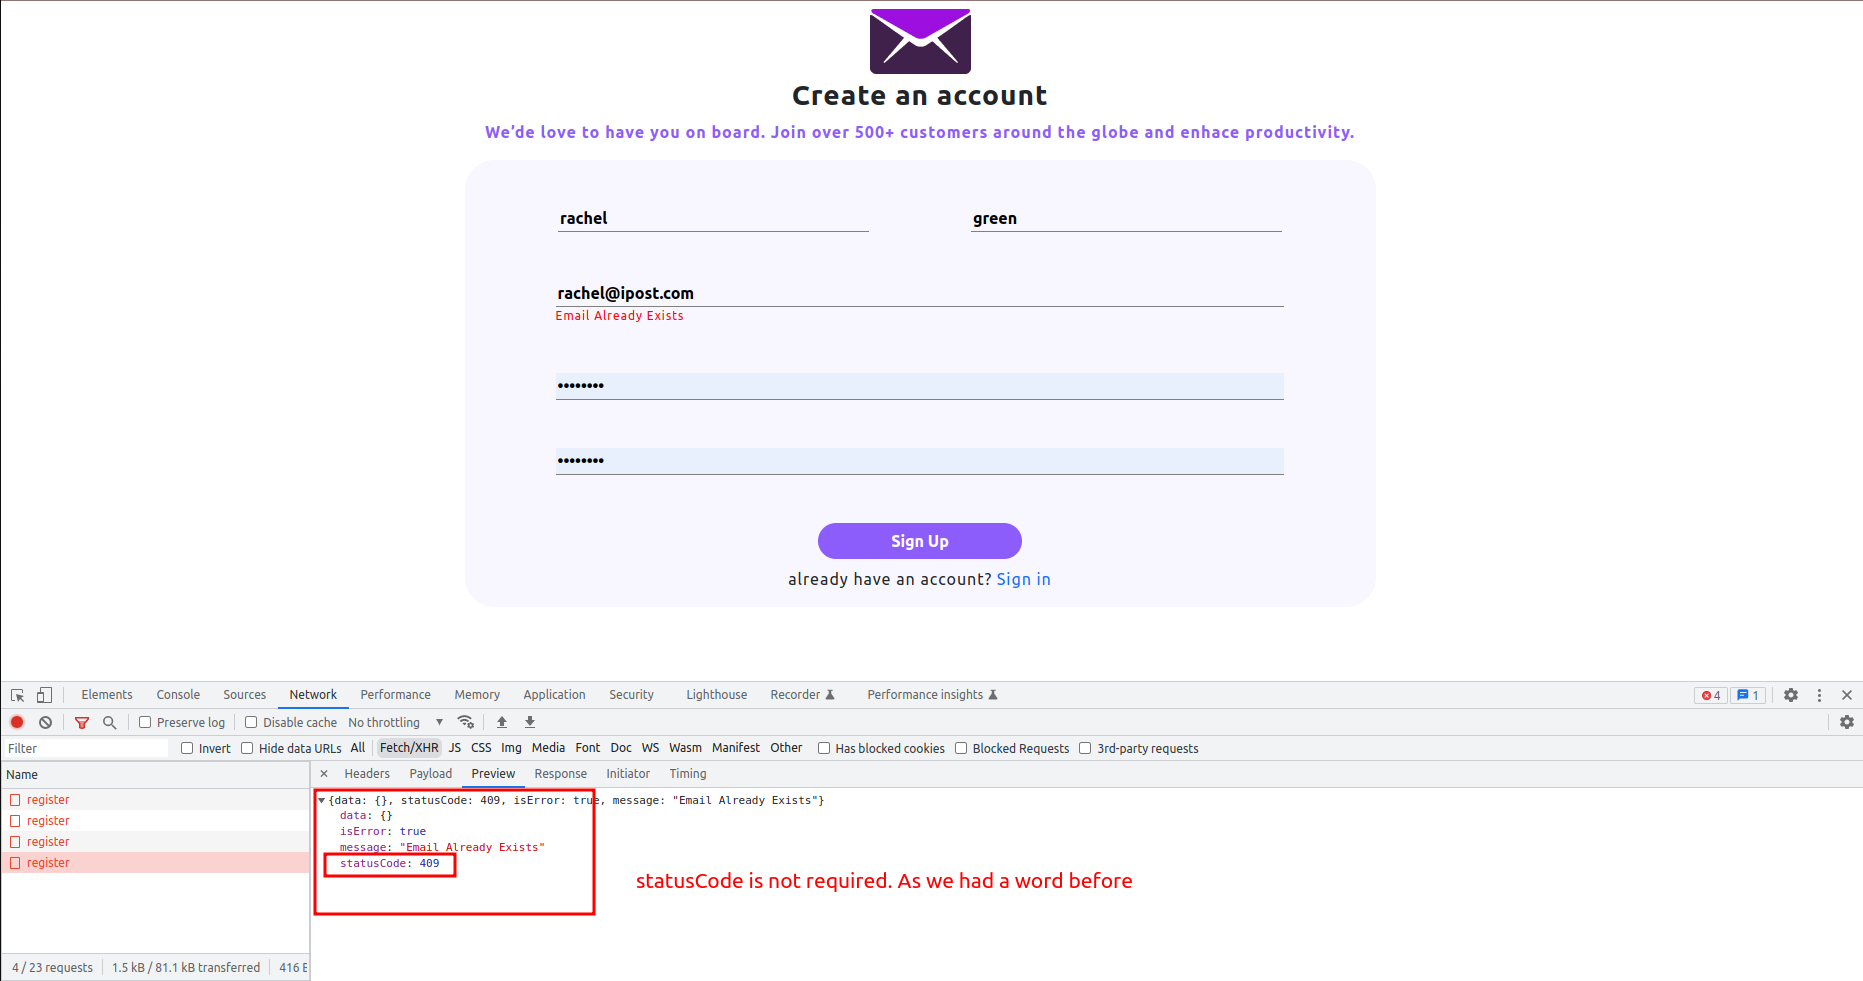 Create an account
We’de love to have you on board. Join over 500+ customers around the globe and enhace productivity.
rachel green
rachel@ipost.com
Email Already Exists
••••••••
••••••••
Sign Up
already have an account? Sign in
Elements Console Sources Network Performance Memory Application Security Lighthouse Recorder Performance insights 4 1
Preserve log Disable cache No throttling
Filter Invert Hide data URLs All Fetch/XHR JS CSS Img Media Font Doc WS Wasm Manifest Other Has blocked cookies Blocked Requests 3rd-party requests
Name × Headers Payload Preview Response Initiator Timing
register
register
register
register
{data: {}, statusCode: 409, isError: true, message: "Email Already Exists"}
data: {}
isError: true
message: "Email Already Exists"
statusCode: 409
statusCode is not required. As we had a word before
4 / 23 requests 1.5 kB / 81.1 kB transferred 416